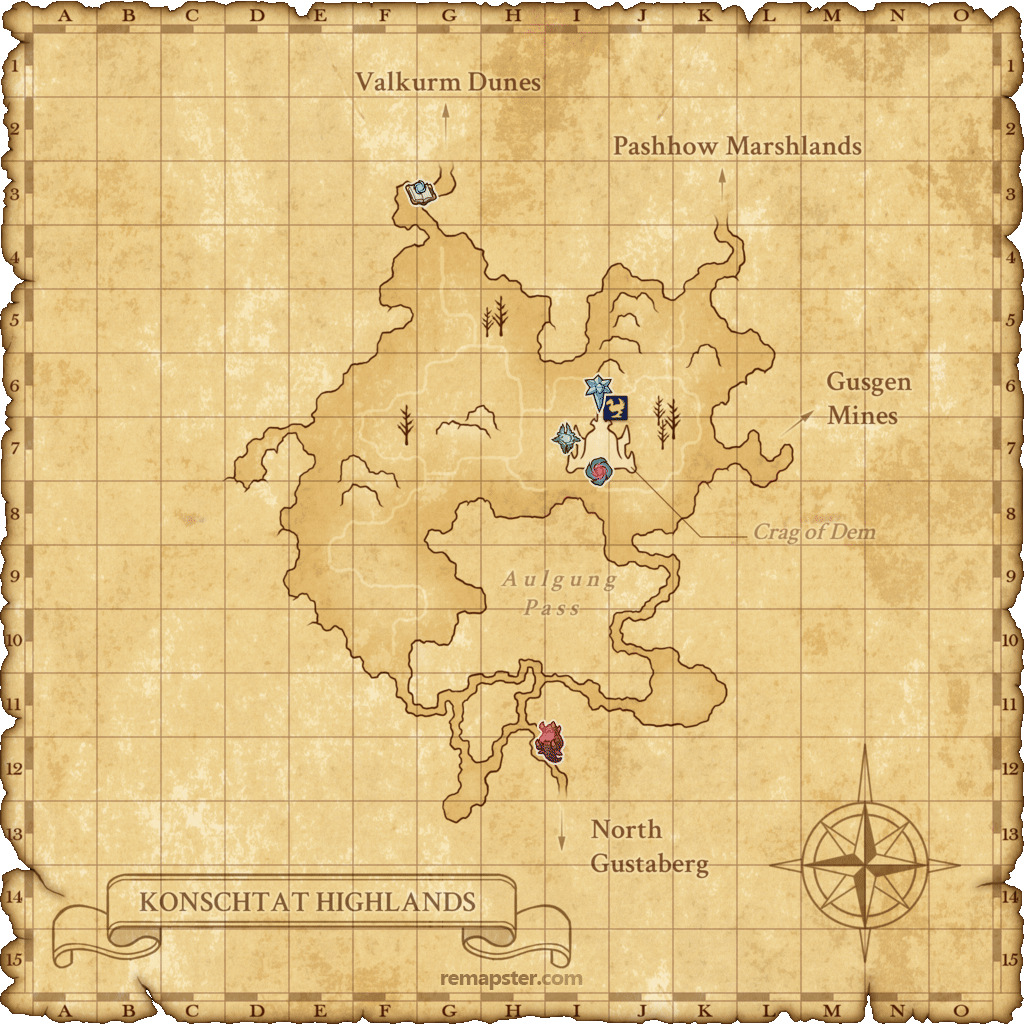 A B C D E F G H I J K L M N O
1 1
Valkurm Dunes
2 2
Pashhow Marshlands
3 3
4 4
5 5
6 6
Gusgen
Mines
7 7
8 8
Crag of Dem
9 9
Aulgung
Pass
10 10
11 11
12 12
13 13
North
Gustaberg
14 14
KONSCHTAT HIGHLANDS
15 15
remapster.com
A B C D E F G H I J K L M N O